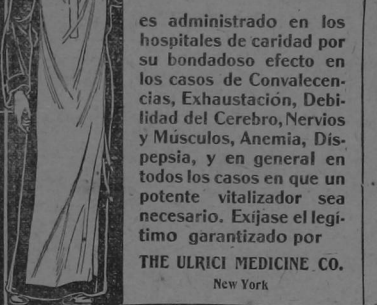 es administrado en los
hospitales de caridad por
su bondadoso efecto en
los casos de Convalecen-
cias, Exhaustación, Debi-
lidad del Cerebro, Nervios
y Músculos, Anemia, Dis-
pepsia, y en general en
todos los casos en que un
potente vitalizador sea
necesario. Exíjase el legí-
timo garantizado por
THE ULRICI MEDICINE CO.
New York